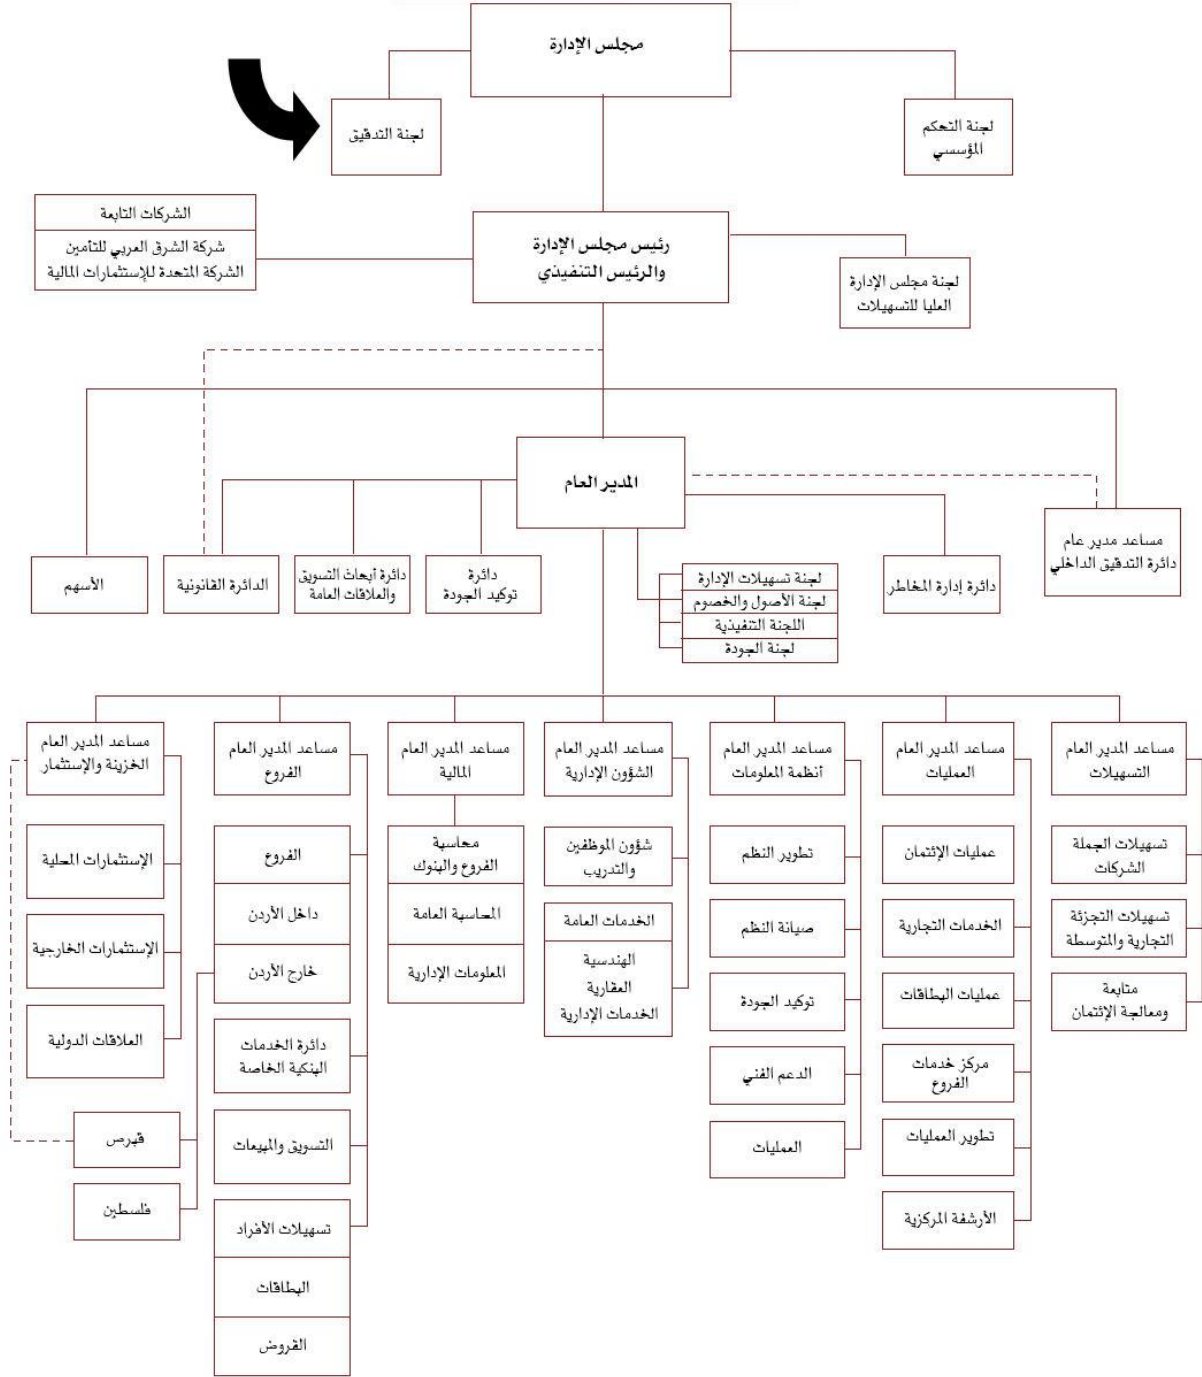 مجلس الإدارة
لجنة التحكم
المؤسسي
لجنة التدقيق
رئيس مجلس الإدارة
والرئيس التنفيذي
الشركات التابعة
شركة الشرق العربي للتأمين
الشركة المتحدة للإستثمارات المالية
لجنة مجلس الإدارة
العليا للتسهيلات
المدير العام
مساعد مدير عام
دائرة التدقيق الداخلي
دائرة إدارة المخاطر
لجنة تسهيلات الإدارة
لجنة الأصول والخصوم
اللجنة التنفيذية
لجنة الجودة
دائرة
توكيد الجودة
دائرة أبحاث التسويق
والعلاقات العامة
الدائرة القانونية
الأسهم
مساعد المدير العام
التسهيلات
تسهيلات الجملة
الشركات
تسهيلات التجزئة
التجارية والمتوسطة
متابعة
ومعالجة الإئتمان
مساعد المدير العام
العمليات
عمليات الإئتمان
الخدمات التجارية
عمليات البطاقات
مركز خدمات
الفروع
تطوير العمليات
الأرشفة المركزية
مساعد المدير العام
أنظمة المعلومات
تطوير النظم
صيانة النظم
توكيد الجودة
الدعم الفني
العمليات
مساعد المدير العام
الشؤون الإدارية
شؤون الموظفين
والتدريب
الخدمات العامة
الهندسية
العقارية
الخدمات الإدارية
مساعد المدير العام
المالية
محاسبة
الفروع والبنوك
المحاسبة العامة
المعلومات الإدارية
مساعد المدير العام
الفروع
الفروع
داخل الأردن
خارج الأردن
دائرة الخدمات
البنكية الخاصة
التسويق والمبيعات
تسهيلات الأفراد
البطاقات
القروض
مساعد المدير العام
الخزينة والإستثمار
الإستثمارات المحلية
الإستثمارات الخارجية
العلاقات الدولية
قبرص
فلسطين